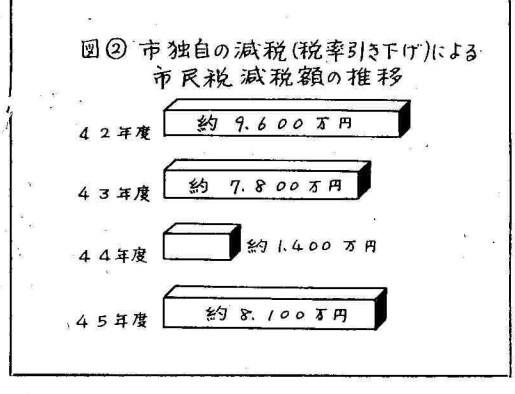 図② 市独自の減税(税率引き下げ)による
市民税減税額の推移
42年度 約 9.600万円
43年度 約 7.800万円
44年度 約1.400万円
45年度 約 8.100万円